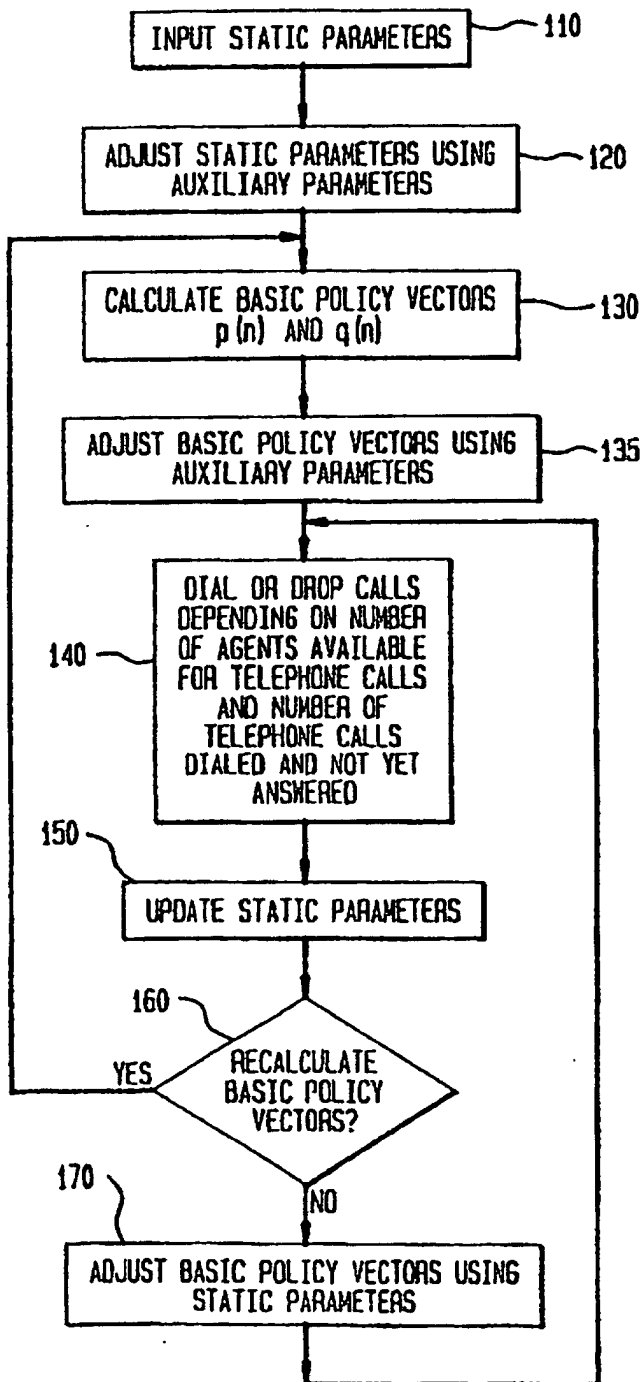 INPUT STATIC PARAMETERS
110
ADJUST STATIC PARAMETERS USING
AUXILIARY PARAMETERS
120
CALCULATE BASIC POLICY VECTORS
p(n) AND q(n)
130
ADJUST BASIC POLICY VECTORS USING
AUXILIARY PARAMETERS
135
140
DIAL OR DROP CALLS
DEPENDING ON NUMBER
OF AGENTS AVAILABLE
FOR TELEPHONE CALLS
AND NUMBER OF
TELEPHONE CALLS
DIALED AND NOT YET
ANSWERED
150
UPDATE STATIC PARAMETERS
160
YES
RECALCULATE
BASIC POLICY
VECTORS?
NO
170
ADJUST BASIC POLICY VECTORS USING
STATIC PARAMETERS